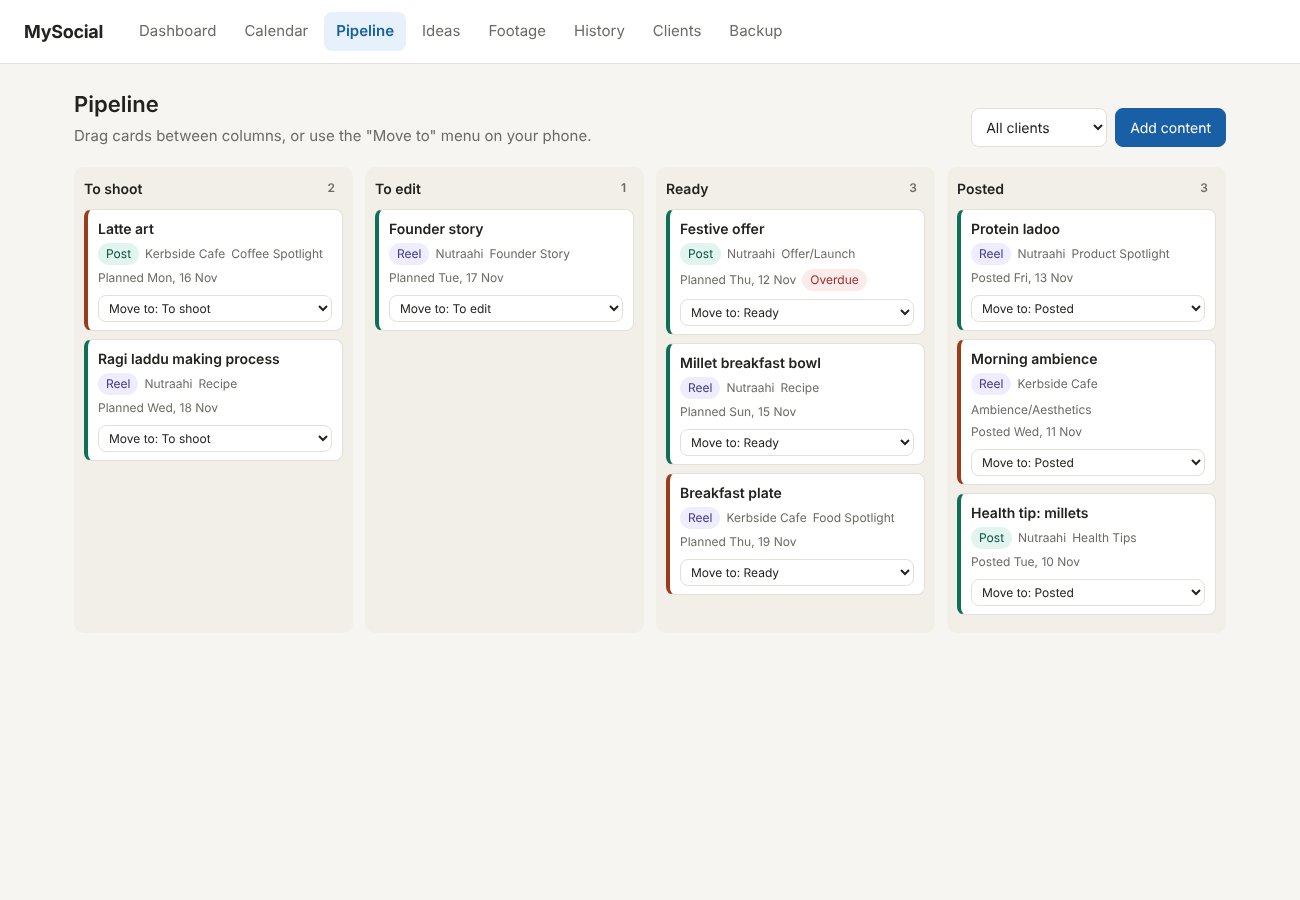 MySocial Dashboard Calendar Pipeline Ideas Footage History Clients Backup
Pipeline
Drag cards between columns, or use the "Move to" menu on your phone.
All clients
Add content
To shoot 2
Latte art
Post Kerbside Cafe Coffee Spotlight
Planned Mon, 16 Nov
Move to: To shoot
Ragi laddu making process
Reel Nutraahi Recipe
Planned Wed, 18 Nov
Move to: To shoot
To edit 1
Founder story
Reel Nutraahi Founder Story
Planned Tue, 17 Nov
Move to: To edit
Ready 3
Festive offer
Post Nutraahi Offer/Launch
Planned Thu, 12 Nov Overdue
Move to: Ready
Millet breakfast bowl
Reel Nutraahi Recipe
Planned Sun, 15 Nov
Move to: Ready
Breakfast plate
Reel Kerbside Cafe Food Spotlight
Planned Thu, 19 Nov
Move to: Ready
Posted 3
Protein ladoo
Reel Nutraahi Product Spotlight
Posted Fri, 13 Nov
Move to: Posted
Morning ambience
Reel Kerbside Cafe
Ambience/Aesthetics
Posted Wed, 11 Nov
Move to: Posted
Health tip: millets
Post Nutraahi Health Tips
Posted Tue, 10 Nov
Move to: Posted